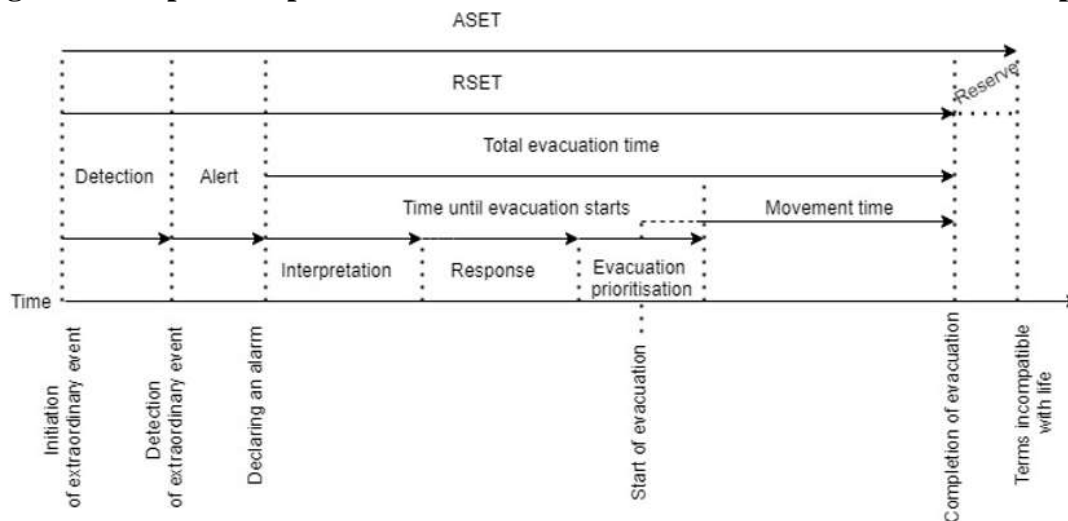 ASET
Reserve
RSET
Total evacuation time
Detection
Alert
Time until evacuation starts
Movement time
Interpretation
Response
Evacuation
prioritisation
Time
Initiation
of extraordinary event
Detection
of extraordinary event
Declaring an alarm
Start of evacuation
Completion of evacuation
Terms incompatible
with life